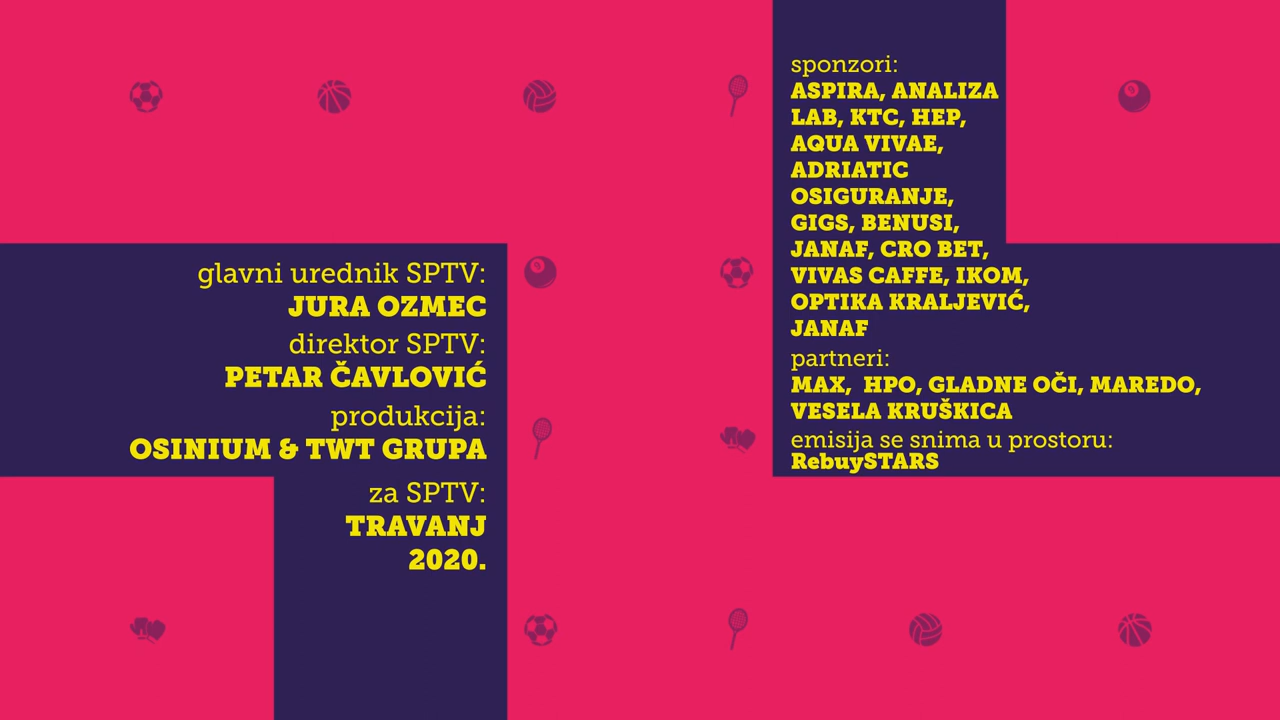 glavni urednik SPTV:
JURA OZMEC
direktor SPTV:
PETAR ČAVLOVIĆ
produkcija:
OSINIUM & TWT GRUPA
za SPTV:
TRAVANJ
2020.
sponzori:
ASPIRA, ANALIZA
LAB, KTC, HEP,
AQUA VIVAE,
ADRIATIC
OSIGURANJE,
GIGS, BENUSI,
JANAF, CRO BET,
VIVAS CAFFE, IKOM,
OPTIKA KRALJEVIĆ,
JANAF
partneri:
MAX,  HPO, GLADNE OČI, MAREDO,
VESELA KRUŠKICA
emisija se snima u prostoru:
RebuySTARS